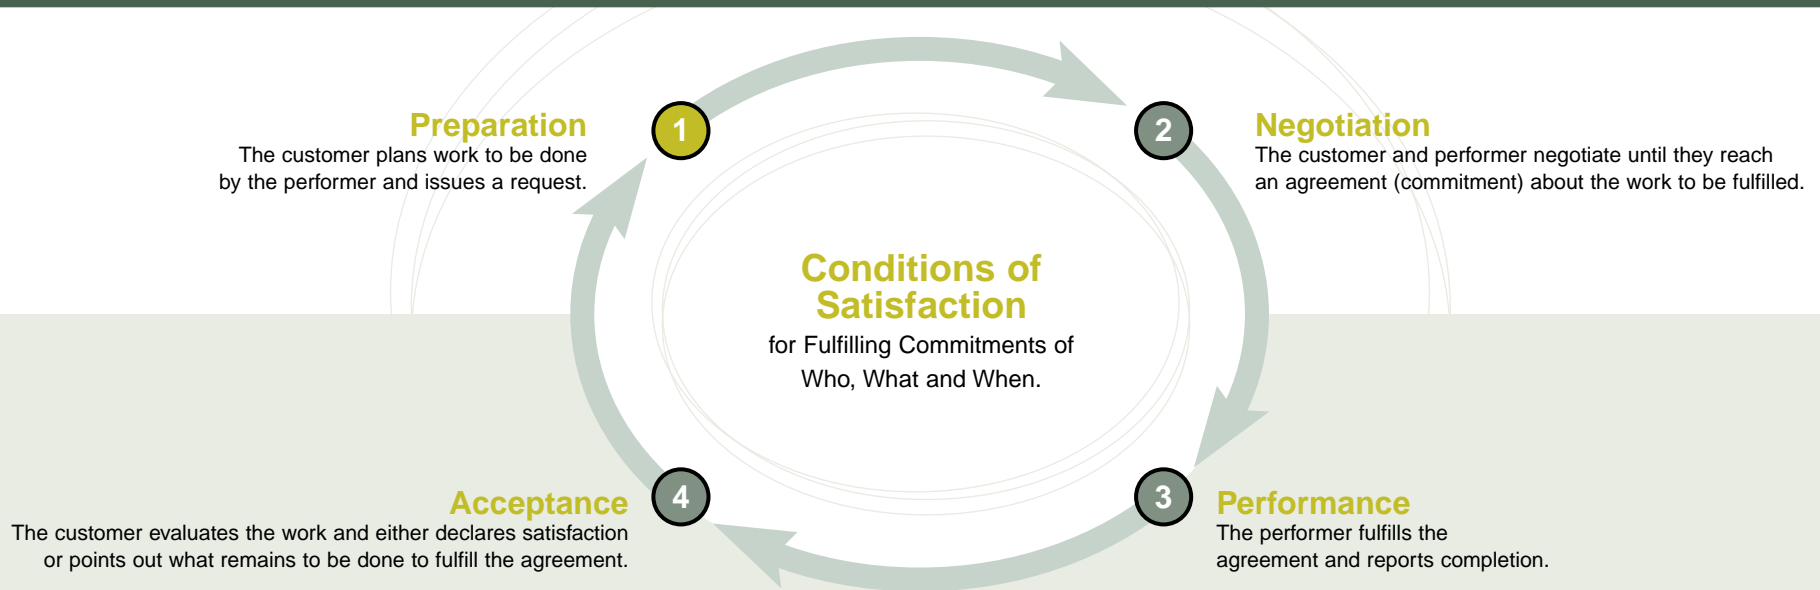 1
Preparation
The customer plans work to be done
by the performer and issues a request.
2
Negotiation
The customer and performer negotiate until they reach
an agreement (commitment) about the work to be fulfilled.
Conditions of
Satisfaction
for Fulfilling Commitments of
Who, What and When.
3
Performance
The performer fulfills the
agreement and reports completion.
4
Acceptance
The customer evaluates the work and either declares satisfaction
or points out what remains to be done to fulfill the agreement.